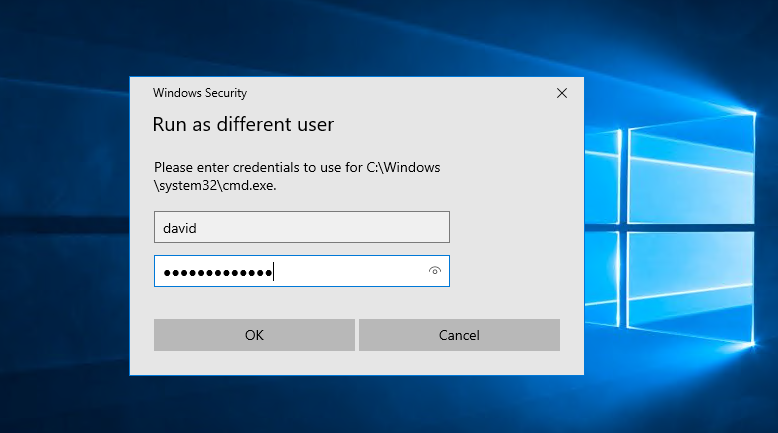 Windows Security
Run as different user
Please enter credentials to use for C:\Windows
\system32\cmd.exe.
david
●●●●●●●●●●●●●
OK
Cancel